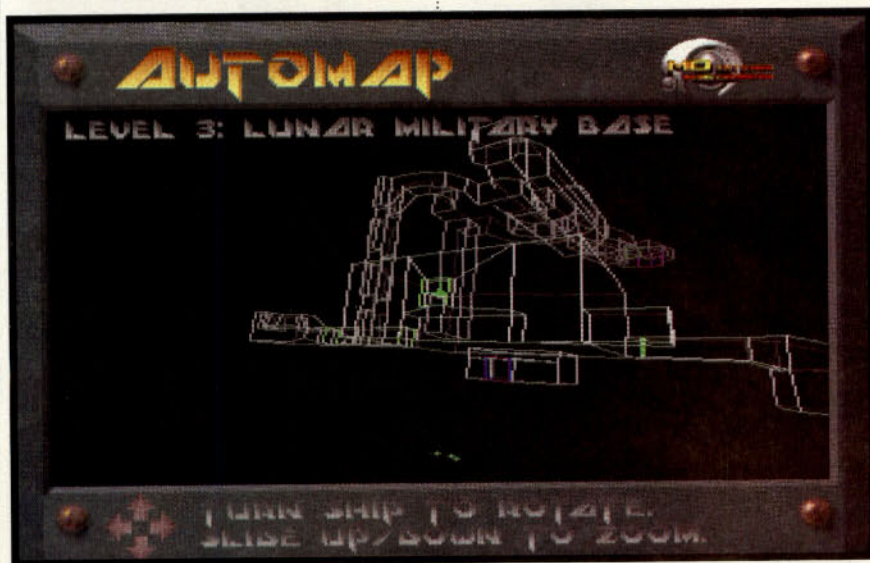 AUTOMAP
LEVEL 3: LUNAR MILITARY BASE
TURN SHIP TO ROTATE.
SLIDE UP/DOWN TO ZOOM.